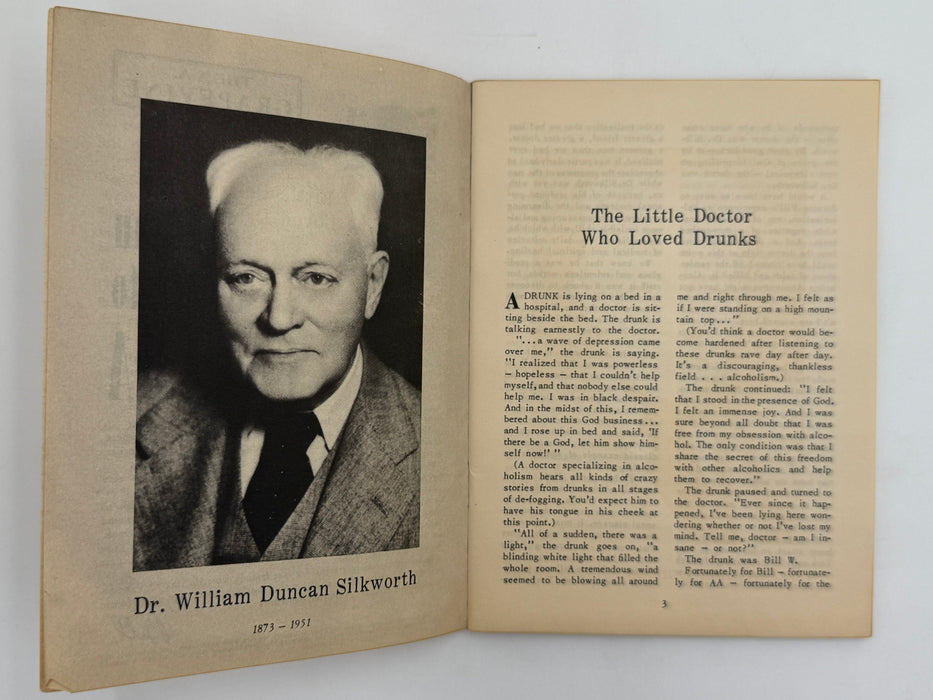 Dr. William Duncan Silkworth
1873 – 1951
The Little Doctor
Who Loved Drunks
A DRUNK is lying on a bed in a
hospital, and a doctor is sit-
ting beside the bed. The drunk is
talking earnestly to the doctor.
"...a wave of depression came
over me," the drunk is saying.
"I realized that I was powerless
– hopeless – that I couldn't help
myself, and that nobody else could
help me. I was in black despair.
And in the midst of this, I remem-
bered about this God business...
and I rose up in bed and said, 'If
there be a God, let him show him-
self now!' "
(A doctor specializing in alco-
holism hears all kinds of crazy
stories from drunks in all stages
of de-fogging. You'd expect him to
have his tongue in his cheek at
this point.)
"All of a sudden, there was a
light," the drunk goes on, "a
blinding white light that filled the
whole room. A tremendous wind
seemed to be blowing all around
me and right through me. I felt as
if I were standing on a high moun-
tain top..."
(You'd think a doctor would be-
come hardened after listening to
these drunks rave day after day.
It's a discouraging, thankless
field . . . alcoholism.)
The drunk continued: "I felt
that I stood in the presence of God.
I felt an immense joy. And I was
sure beyond all doubt that I was
free from my obsession with alco-
hol. The only condition was that I
share the secret of this freedom
with other alcoholics and help
them to recover."
The drunk paused and turned to
the doctor. "Ever since it hap-
pened, I've been lying here won-
dering whether or not I've lost my
mind. Tell me, doctor – am I in-
sane – or not?"
The drunk was Bill W.
Fortunately for Bill – fortunate-
ly for AA – fortunately for the
3